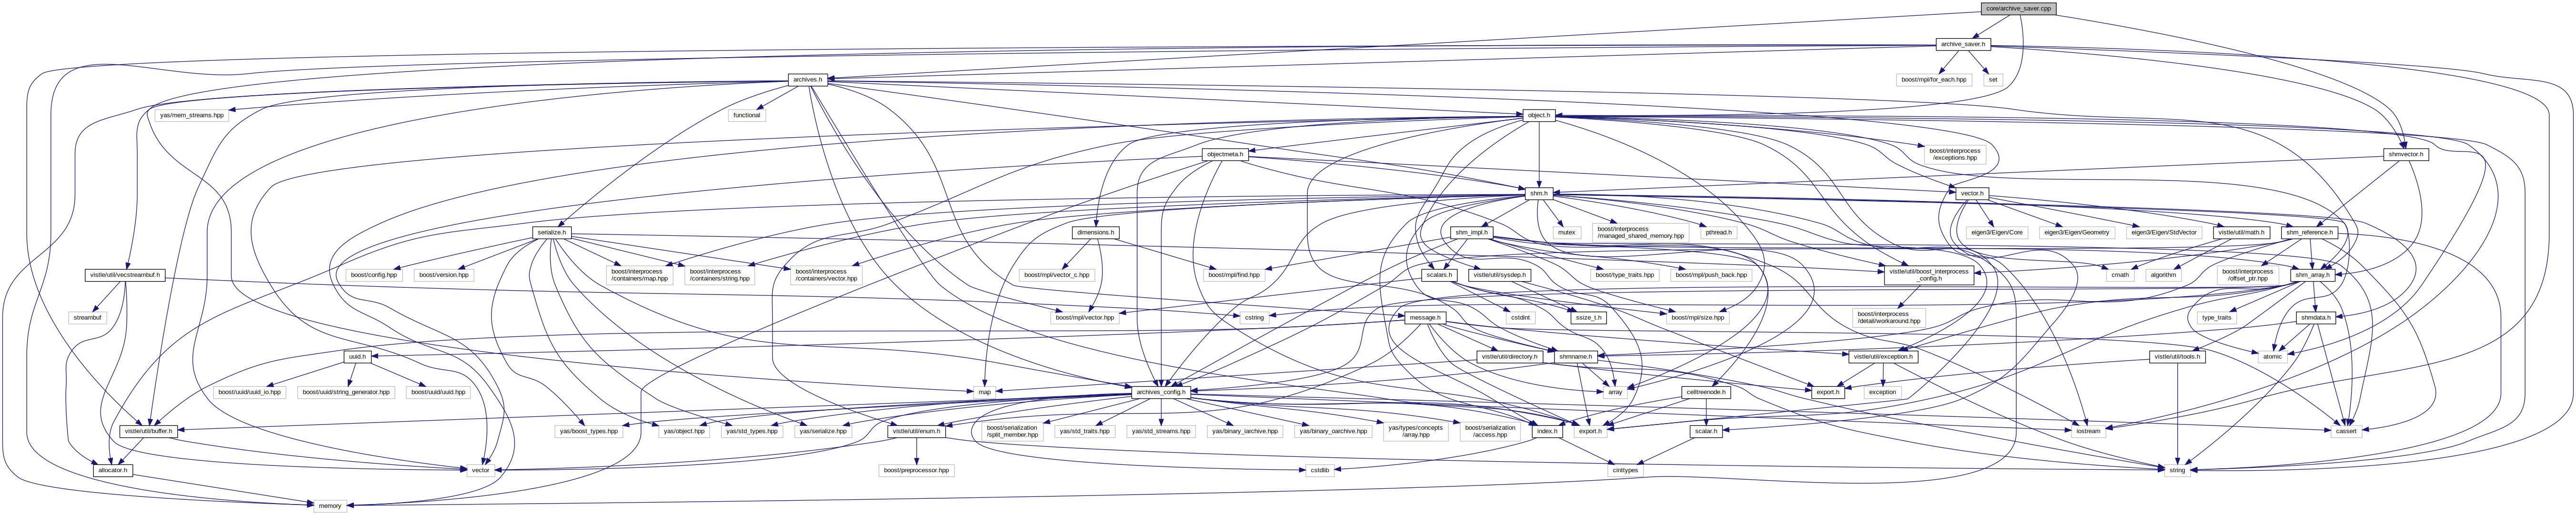 core/archive_saver.cpp
archive_saver.h
archives.h
boost/mpl/for_each.hpp
set
yas/mem_streams.hpp
functional
object.h
objectmeta.h
boost/interprocess
/exceptions.hpp
shmvector.h
shm.h
vector.h
serialize.h
dimensions.h
shm_impl.h
mutex
boost/interprocess
/managed_shared_memory.hpp
pthread.h
eigen3/Eigen/Core
eigen3/Eigen/Geometry
eigen3/Eigen/StdVector
vistle/util/math.h
shm_reference.h
vistle/util/vecstreambuf.h
boost/config.hpp
boost/version.hpp
boost/interprocess
/containers/map.hpp
boost/interprocess
/containers/string.hpp
boost/interprocess
/containers/vector.hpp
boost/mpl/vector_c.hpp
boost/mpl/find.hpp
scalars.h
vistle/util/sysdep.h
boost/type_traits.hpp
boost/mpl/push_back.hpp
vistle/util/boost_interprocess
_config.h
cmath
algorithm
boost/interprocess
/offset_ptr.hpp
shm_array.h
streambuf
boost/mpl/vector.hpp
cstring
message.h
cstdint
ssize_t.h
boost/mpl/size.hpp
boost/interprocess
/detail/workaround.hpp
type_traits
shmdata.h
uuid.h
vistle/util/directory.h
shmname.h
vistle/util/exception.h
vistle/util/tools.h
atomic
boost/uuid/uuid_io.hpp
boost/uuid/string_generator.hpp
boost/uuid/uuid.hpp
map
archives_config.h
array
celltreenode.h
export.h
exception
vistle/util/buffer.h
yas/boost_types.hpp
yas/object.hpp
yas/std_types.hpp
yas/serialize.hpp
vistle/util/enum.h
boost/serialization
/split_member.hpp
yas/std_traits.hpp
yas/std_streams.hpp
yas/binary_iarchive.hpp
yas/binary_oarchive.hpp
yas/types/concepts
/array.hpp
boost/serialization
/access.hpp
index.h
export.h
scalar.h
iostream
cassert
allocator.h
vector
boost/preprocessor.hpp
cstdlib
cinttypes
string
memory